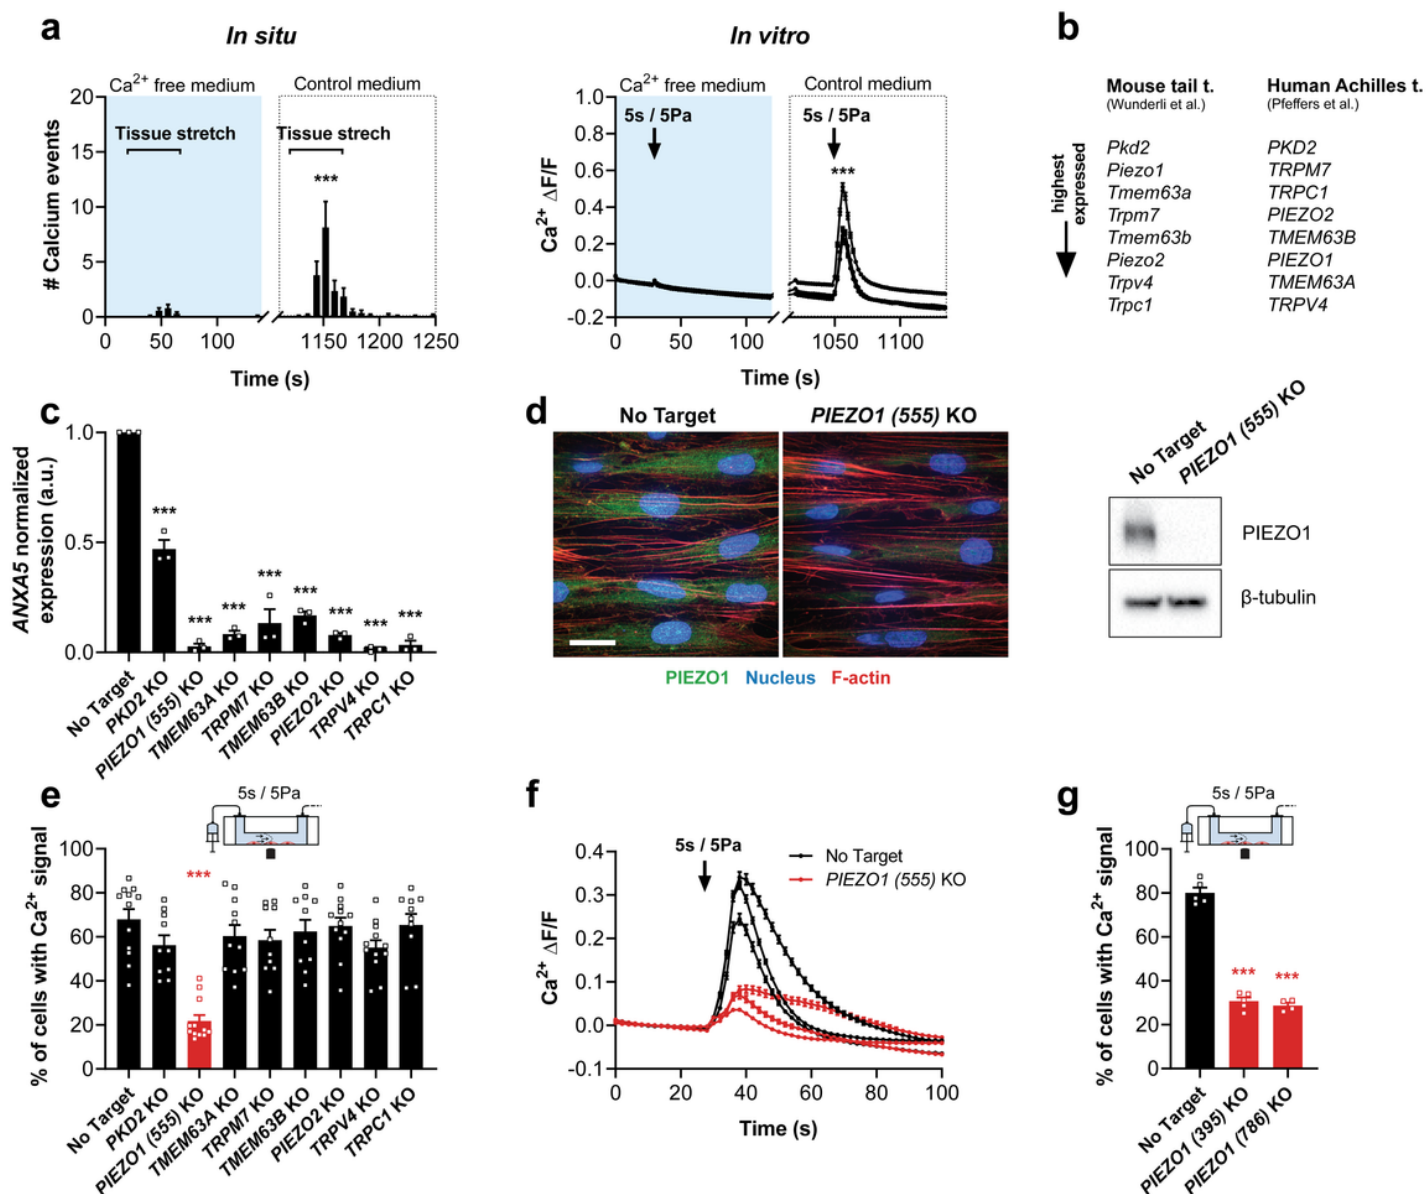 a
In situ
In vitro
b
Ca2+ free medium
Control medium
Tissue stretch
Tissue strech
***
# Calcium events
20
15
10
5
0
0
50
100
1150
1200
1250
Time (s)
Ca2+ free medium
Control medium
5s / 5Pa
5s / 5Pa
***
Ca2+ ΔF/F
1.0
0.8
0.6
0.4
0.2
0.0
-0.2
0
50
100
1050
1100
Time (s)
Mouse tail t.
(Wunderli et al.)
Human Achilles t.
(Pfeffers et al.)
highest
expressed
Pkd2
PKD2
Piezo1
TRPM7
Tmem63a
TRPC1
Trpm7
PIEZO2
Tmem63b
TMEM63B
Piezo2
PIEZO1
Trpv4
TMEM63A
Trpc1
TRPV4
c
ANXA5 normalized
expression (a.u.)
1.0
0.5
0.0
***
***
***
***
***
***
***
***
No Target
PKD2 KO
PIEZO1 (555) KO
TMEM63A KO
TRPM7 KO
TMEM63B KO
PIEZO2 KO
TRPV4 KO
TRPC1 KO
d
No Target
PIEZO1 (555) KO
PIEZO1 Nucleus F-actin
No Target
PIEZO1 (555) KO
PIEZO1
β-tubulin
e
5s / 5Pa
% of cells with Ca2+ signal
100
80
60
40
20
0
***
No Target
PKD2 KO
PIEZO1 (555) KO
TMEM63A KO
TRPM7 KO
TMEM63B KO
PIEZO2 KO
TRPV4 KO
TRPC1 KO
f
5s / 5Pa
No Target
PIEZO1 (555) KO
Ca2+ ΔF/F
0.4
0.3
0.2
0.1
0.0
-0.1
0
20
40
60
80
100
Time (s)
g
5s / 5Pa
% of cells with Ca2+ signal
100
80
60
40
20
0
***
***
No Target
PIEZO1 (395) KO
PIEZO1 (786) KO